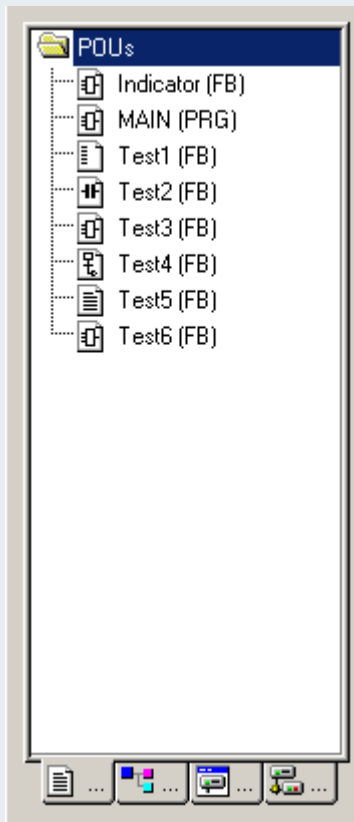 POUs
Indicator (FB)
MAIN (PRG)
Test1 (FB)
Test2 (FB)
Test3 (FB)
Test4 (FB)
Test5 (FB)
Test6 (FB)
... ... ... ...